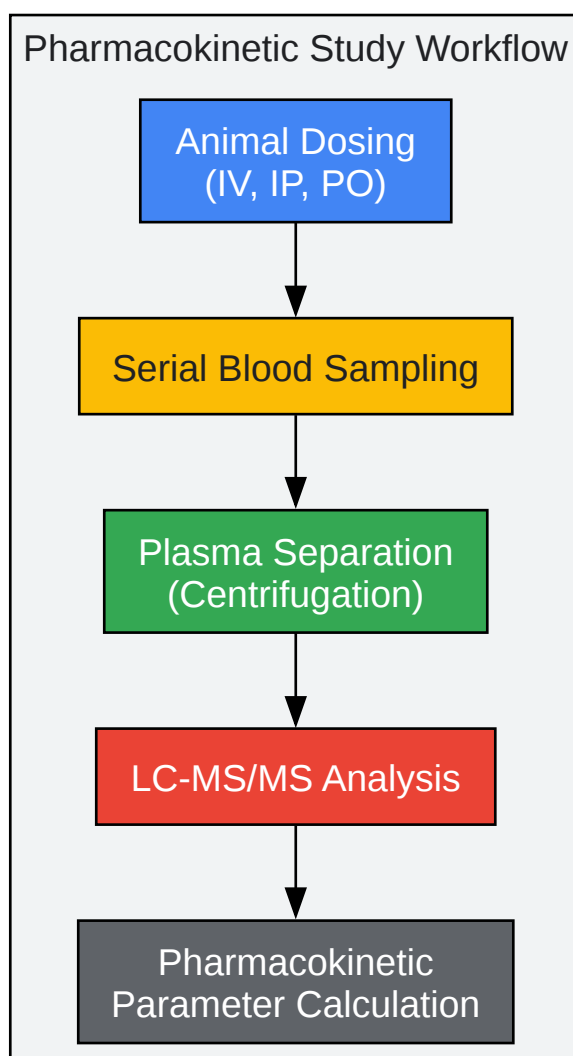 Pharmacokinetic Study Workflow
Animal Dosing
(IV, IP, PO)
Serial Blood Sampling
Plasma Separation
(Centrifugation)
LC-MS/MS Analysis
Pharmacokinetic
Parameter Calculation